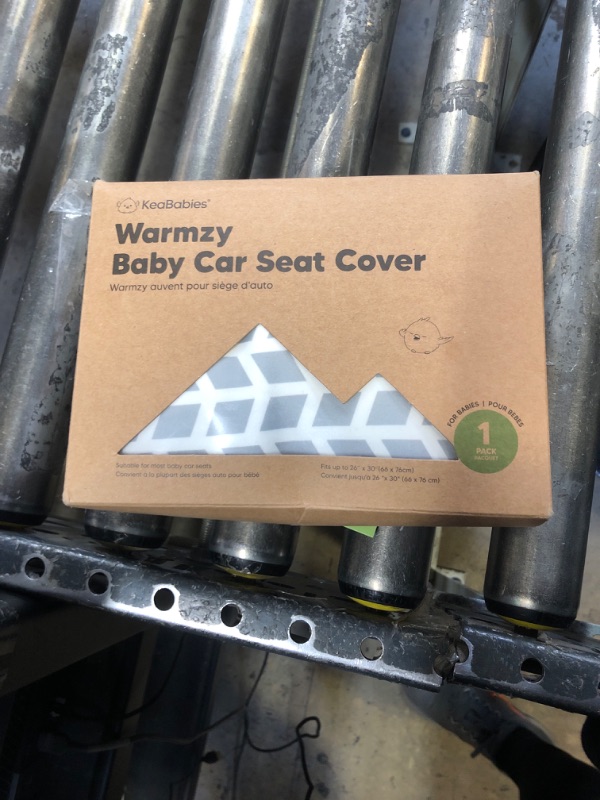 KeaBabies®
Warmzy
Baby Car Seat Cover
Warmzy auvent pour siège d'auto
FOR BABIES | POUR BÉBÉS
1
PACK
PAQUET
Suitable for most baby car seats
Convient à la plupart des sièges auto pour bébé
Fits up to 26" x 30" (66 x 76cm)
Convient jusqu'à 26 "x 30" (66 x 76 cm)